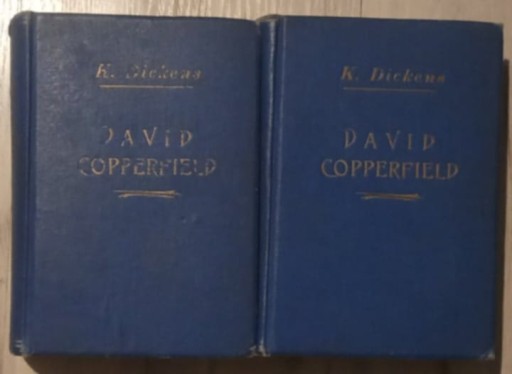 K. Dickens
DAVID
COPPERFIELD
K. Dickens
DAVID
COPPERFIELD